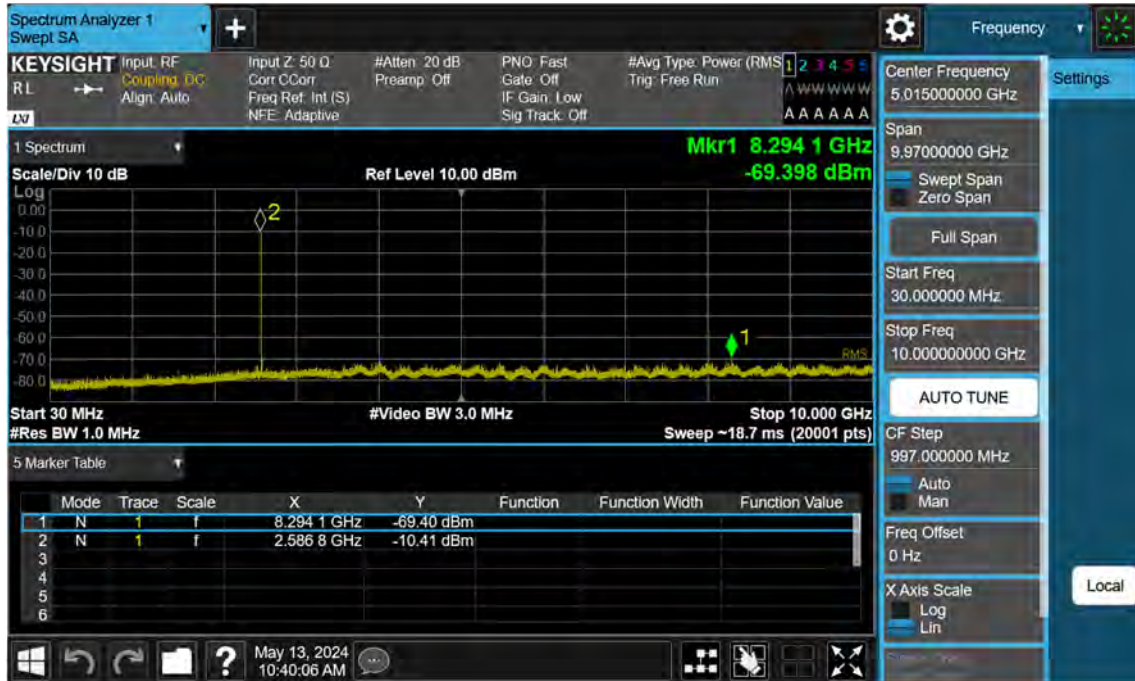 Spectrum Analyzer 1
Swept SA
Frequency
KEYSIGHT
RL
LXI
Input: RF
Coupling: DC
Align: Auto
Input Z: 50 Ω
Corr CCorr
Freq Ref: Int (S)
NFE: Adaptive
#Atten: 20 dB
Preamp: Off
PNO: Fast
Gate: Off
IF Gain: Low
Sig Track: Off
#Avg Type: Power (RMS
Trig: Free Run
1 2 3 4 5 6
A W W W W W
A A A A A A
1 Spectrum
Scale/Div 10 dB
Ref Level 10.00 dBm
Mkr1 8.294 1 GHz
-69.398 dBm
Log
0.00
-10.0
-20.0
-30.0
-40.0
-50.0
-60.0
-70.0
-80.0
2
1
RMS
Start 30 MHz
#Video BW 3.0 MHz
Stop 10.000 GHz
#Res BW 1.0 MHz
Sweep ~18.7 ms (20001 pts)
5 Marker Table
Mode Trace Scale X Y Function Function Width Function Value
1 N 1 f 8.294 1 GHz -69.40 dBm
2 N 1 f 2.586 8 GHz -10.41 dBm
3
4
5
6
May 13, 2024
10:40:06 AM
Center Frequency
5.015000000 GHz
Span
9.97000000 GHz
Swept Span
Zero Span
Full Span
Start Freq
30.000000 MHz
Stop Freq
10.000000000 GHz
AUTO TUNE
CF Step
997.000000 MHz
Auto
Man
Freq Offset
0 Hz
X Axis Scale
Log
Lin
Settings
Local